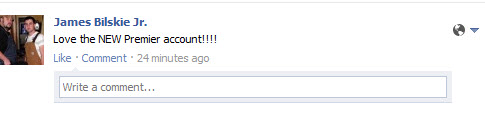 James Bilskie Jr.
Love the NEW Premier account!!!!
Like · Comment · 24 minutes ago
Write a comment...